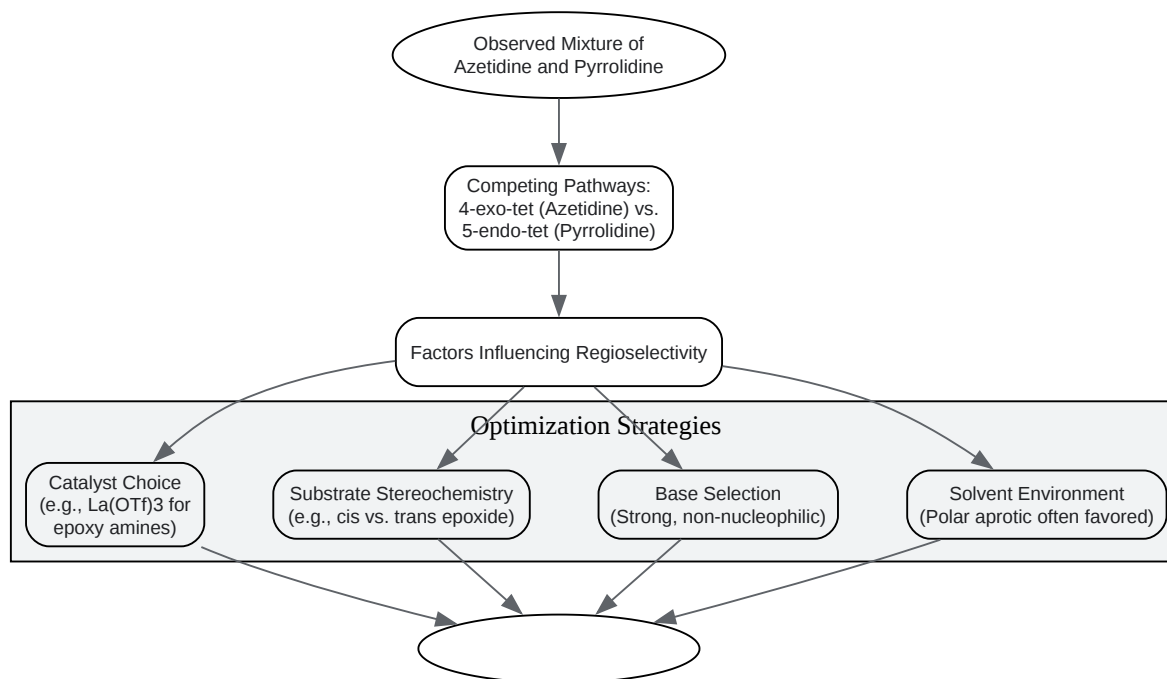 Observed Mixture of
Azetidine and Pyrrolidine
Competing Pathways:
4-exo-tet (Azetidine) vs.
5-endo-tet (Pyrrolidine)
Factors Influencing Regioselectivity
Optimization Strategies
Catalyst Choice
(e.g., La(OTf)3 for
epoxy amines)
Substrate Stereochemistry
(e.g., cis vs. trans epoxide)
Base Selection
(Strong, non-nucleophilic)
Solvent Environment
(Polar aprotic often favored)